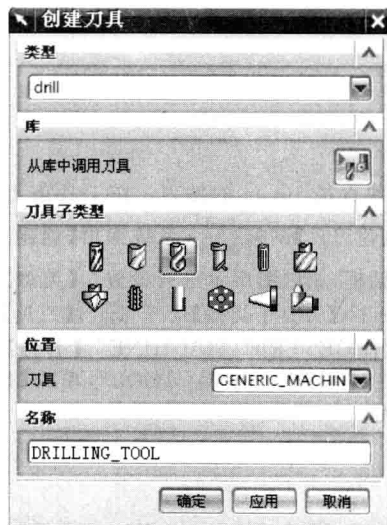 创建刀具
类型
drill
库
从库中调用刀具
刀具子类型
位置
刀具 GENERIC_MACHIN
名称
DRILLING_TOOL
确定 应用 取消